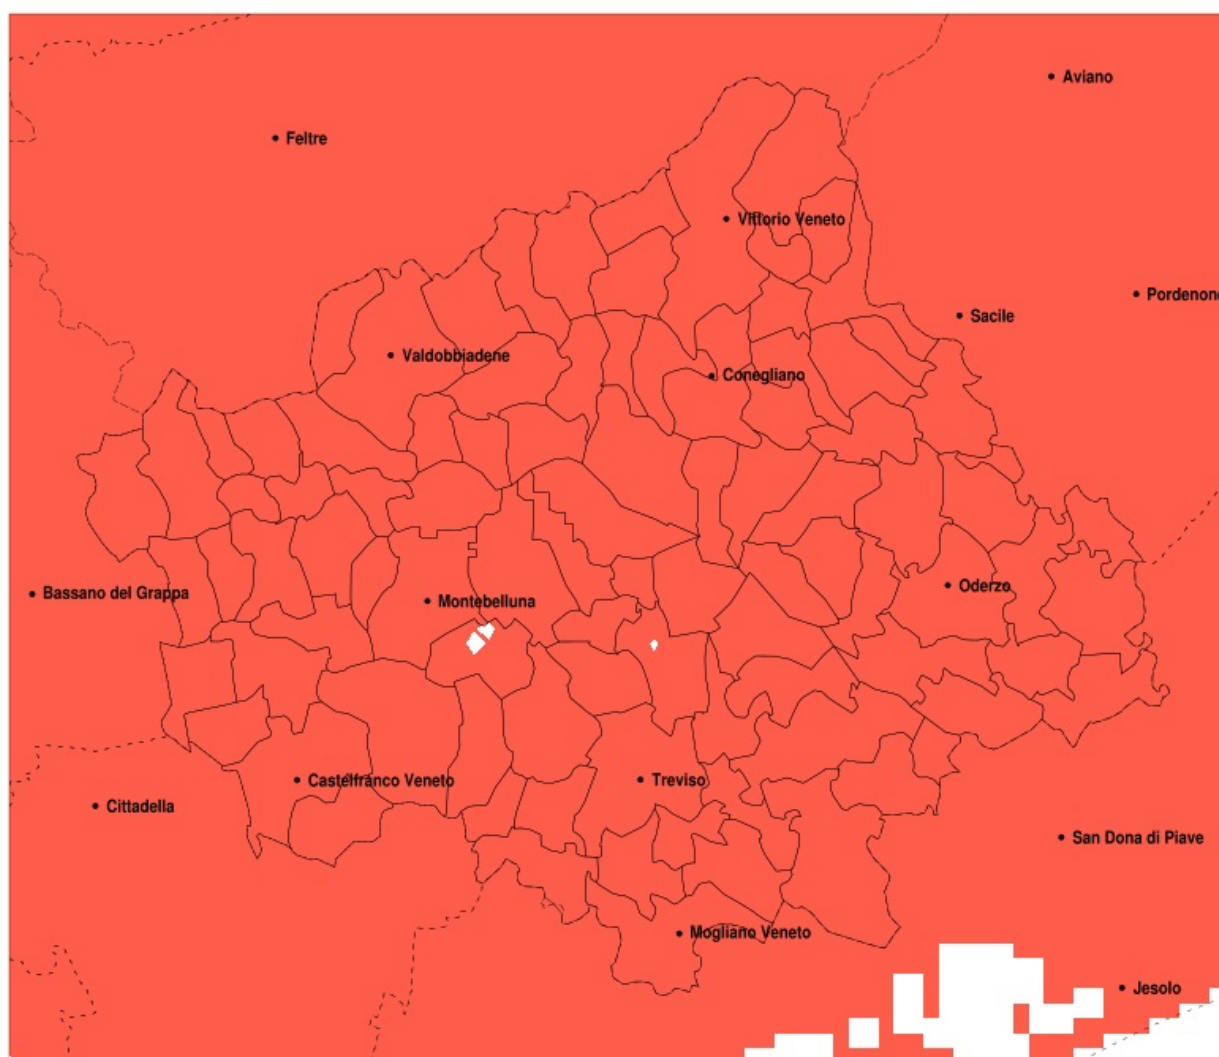 Aviano
Feltre
Vittorio Veneto
Pordenone
Sacile
Valdobbiadene
Conegliano
Oderzo
Bassano del Grappa
Montebelluna
Castelfranco Veneto
Treviso
Cittadella
San Dona di Piave
Mogliano Veneto
Jesolo